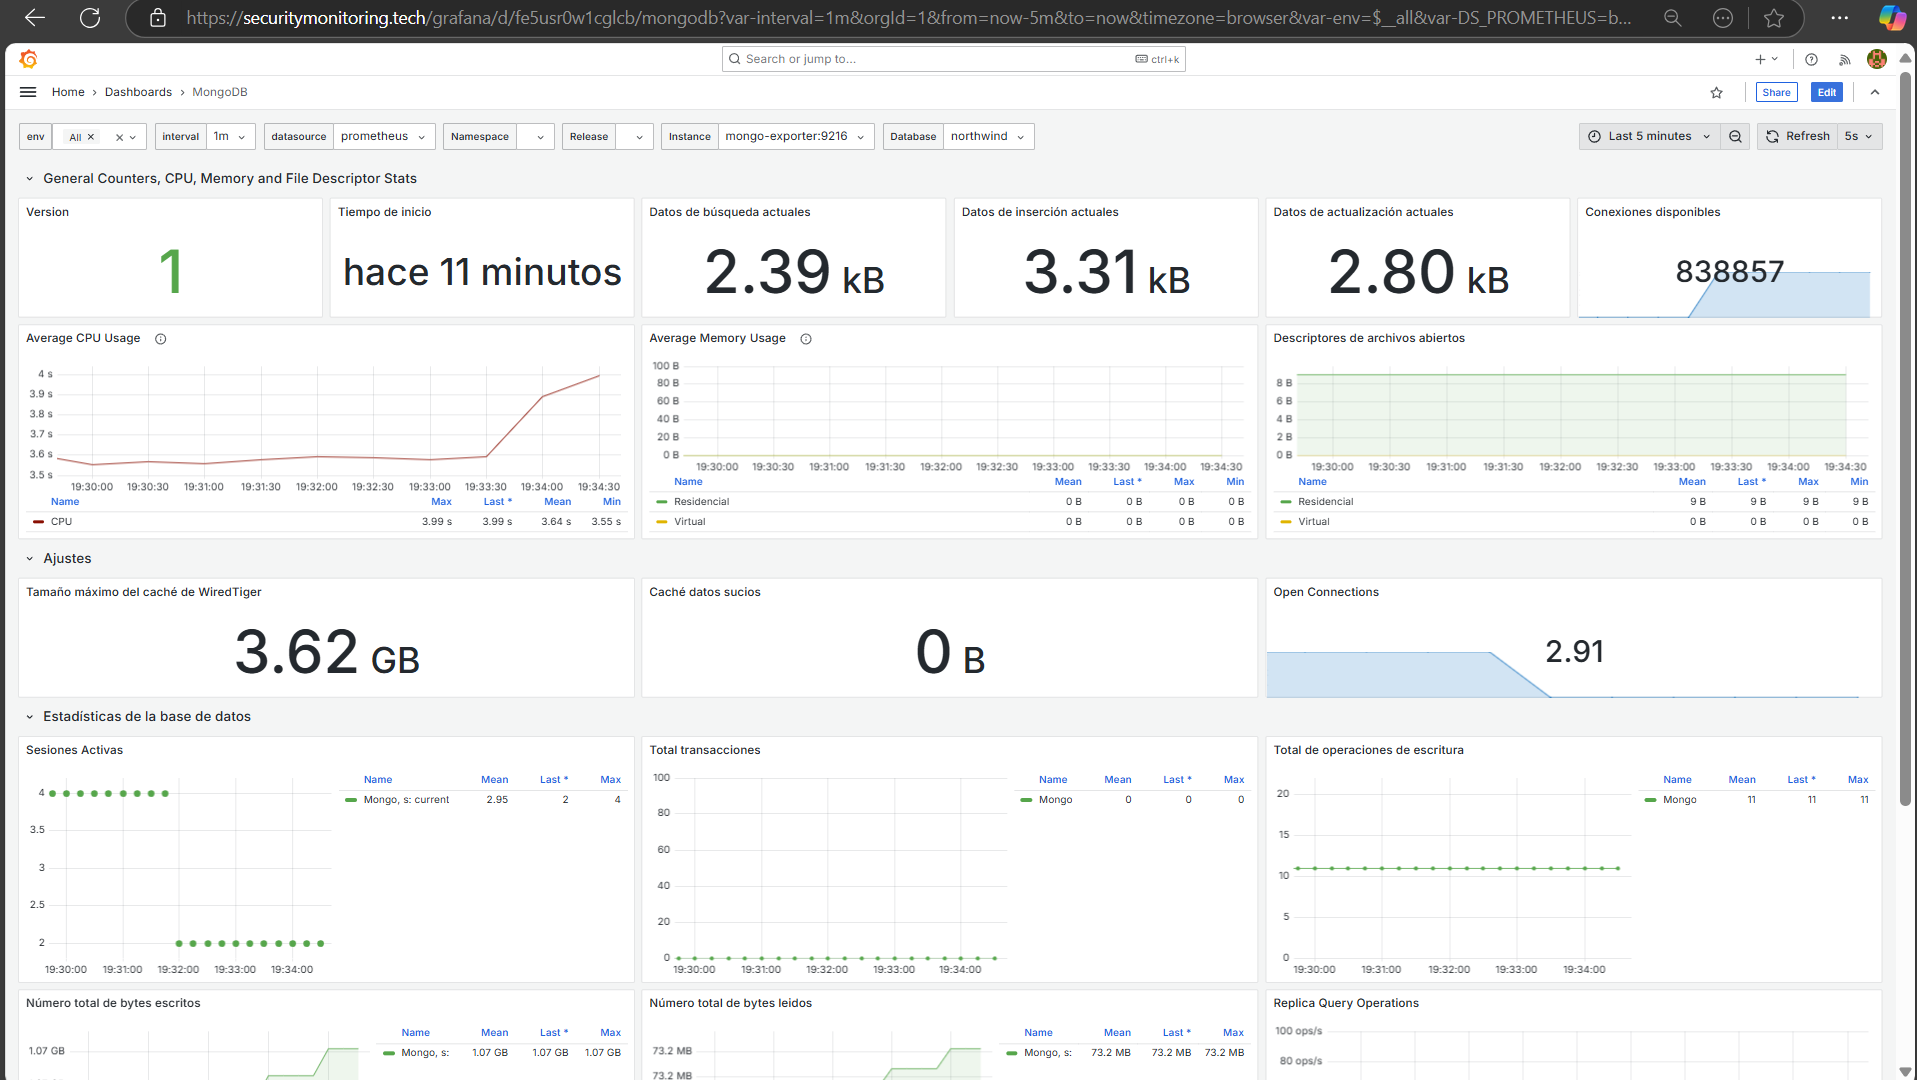 https://securitymonitoring.tech/grafana/d/fe5usr0w1cglcb/mongodb?var-interval=1m&orgId=1&from=now-5m&to=now&timezone=browser&var-env=$__all&var-DS_PROMETHEUS=b...
Search or jump to... ctrl+k
Home > Dashboards > MongoDB Share Edit
env All × × interval 1m datasource prometheus Namespace Release Instance mongo-exporter:9216 Database northwind Last 5 minutes Refresh 5s
General Counters, CPU, Memory and File Descriptor Stats
Version
1
Tiempo de inicio
hace 11 minutos
Datos de búsqueda actuales
2.39 kB
Datos de inserción actuales
3.31 kB
Datos de actualización actuales
2.80 kB
Conexiones disponibles
838857
Average CPU Usage
4 s
3.9 s
3.8 s
3.7 s
3.6 s
3.5 s
19:30:00 19:30:30 19:31:00 19:31:30 19:32:00 19:32:30 19:33:00 19:33:30 19:34:00 19:34:30
Name Max Last * Mean Min
CPU 3.99 s 3.99 s 3.64 s 3.55 s
Average Memory Usage
100 B
80 B
60 B
40 B
20 B
0 B
19:30:00 19:30:30 19:31:00 19:31:30 19:32:00 19:32:30 19:33:00 19:33:30 19:34:00 19:34:30
Name Mean Last * Max Min
Residencial 0 B 0 B 0 B 0 B
Virtual 0 B 0 B 0 B 0 B
Descriptores de archivos abiertos
8 B
6 B
4 B
2 B
0 B
19:30:00 19:30:30 19:31:00 19:31:30 19:32:00 19:32:30 19:33:00 19:33:30 19:34:00 19:34:30
Name Mean Last * Max Min
Residencial 9 B 9 B 9 B 9 B
Virtual 0 B 0 B 0 B 0 B
Ajustes
Tamaño máximo del caché de WiredTiger
3.62 GB
Caché datos sucios
0 B
Open Connections
2.91
Estadísticas de la base de datos
Sesiones Activas
4
3.5
3
2.5
2
19:30:00 19:31:00 19:32:00 19:33:00 19:34:00
Name Mean Last * Max
Mongo, s: current 2.95 2 4
Total transacciones
100
80
60
40
20
0
19:30:00 19:31:00 19:32:00 19:33:00 19:34:00
Name Mean Last * Max
Mongo 0 0 0
Total de operaciones de escritura
20
15
10
5
0
19:30:00 19:31:00 19:32:00 19:33:00 19:34:00
Name Mean Last * Max
Mongo 11 11 11
Número total de bytes escritos
1.07 GB
Name Mean Last * Max
Mongo, s: 1.07 GB 1.07 GB 1.07 GB
Número total de bytes leidos
73.2 MB
73.2 MB
Name Mean Last * Max
Mongo, s: 73.2 MB 73.2 MB 73.2 MB
Replica Query Operations
100 ops/s
80 ops/s